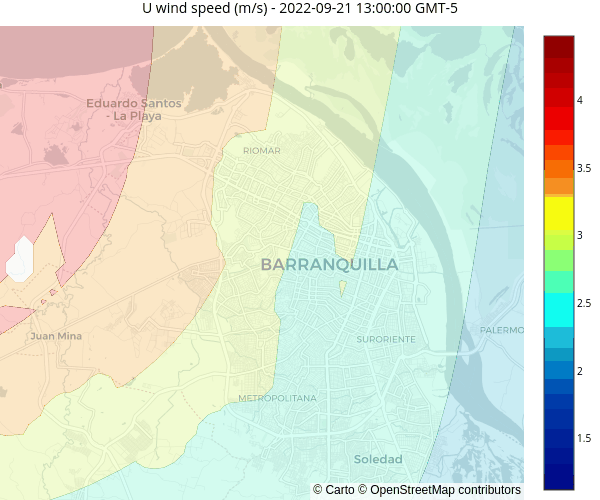 U wind speed (m/s) - 2022-09-21 13:00:00 GMT-5
Eduardo Santos
- La Playa
RIOMAR
BARRANQUILLA
Juan Mina
SURORIENTE
PALERMO
METROPOLITANA
Soledad
© Carto © OpenStreetMap contributors
4
3.5
3
2.5
2
1.5